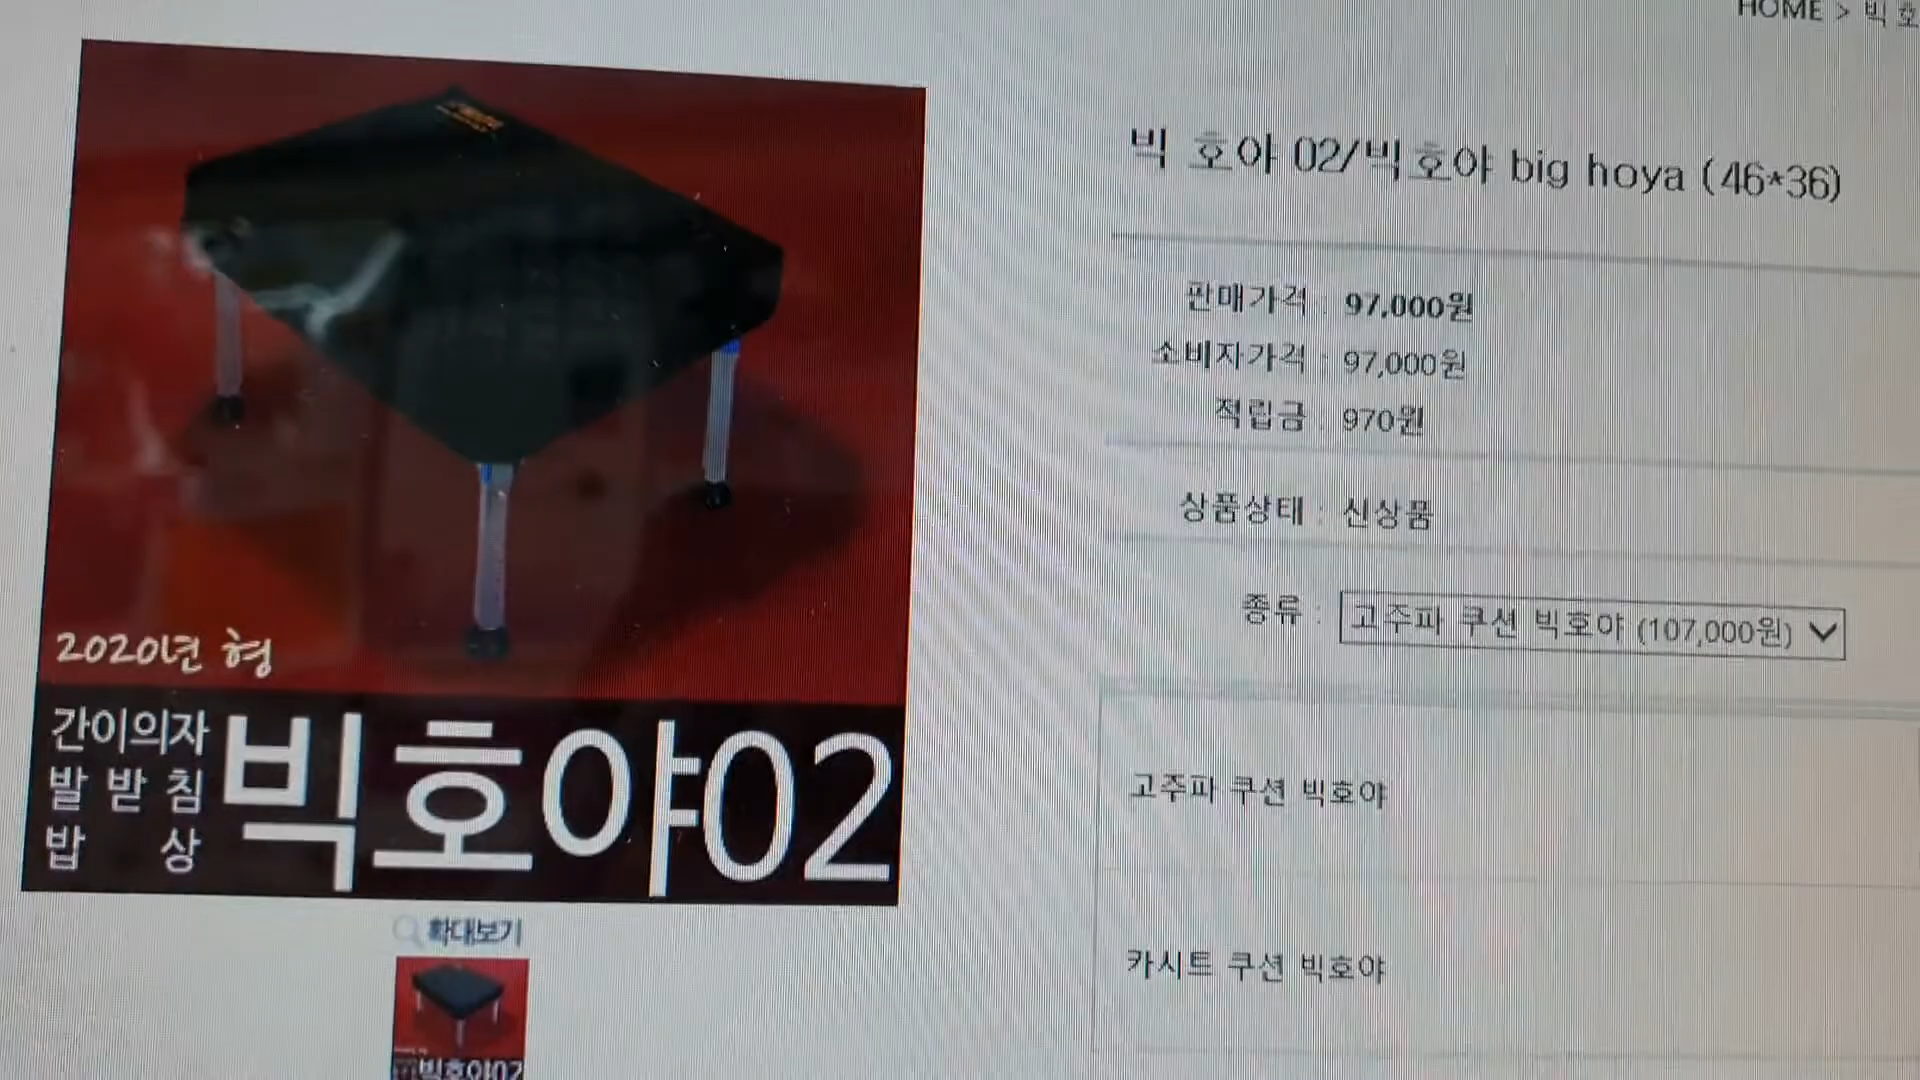 HOME > 빅 호
빅 호야 02/빅호야 big hoya (46*36)
판매가격 : 97,000원
소비자가격 : 97,000원
적립금 : 970원
상품상태 : 신상품
종류 : 고주파 쿠션 빅호야 (107,000원)
고주파 쿠션 빅호야
카시트 쿠션 빅호야
2020년 형
간이의자
발 받 침
밥 상
빅호야02
확대보기
빅호야02